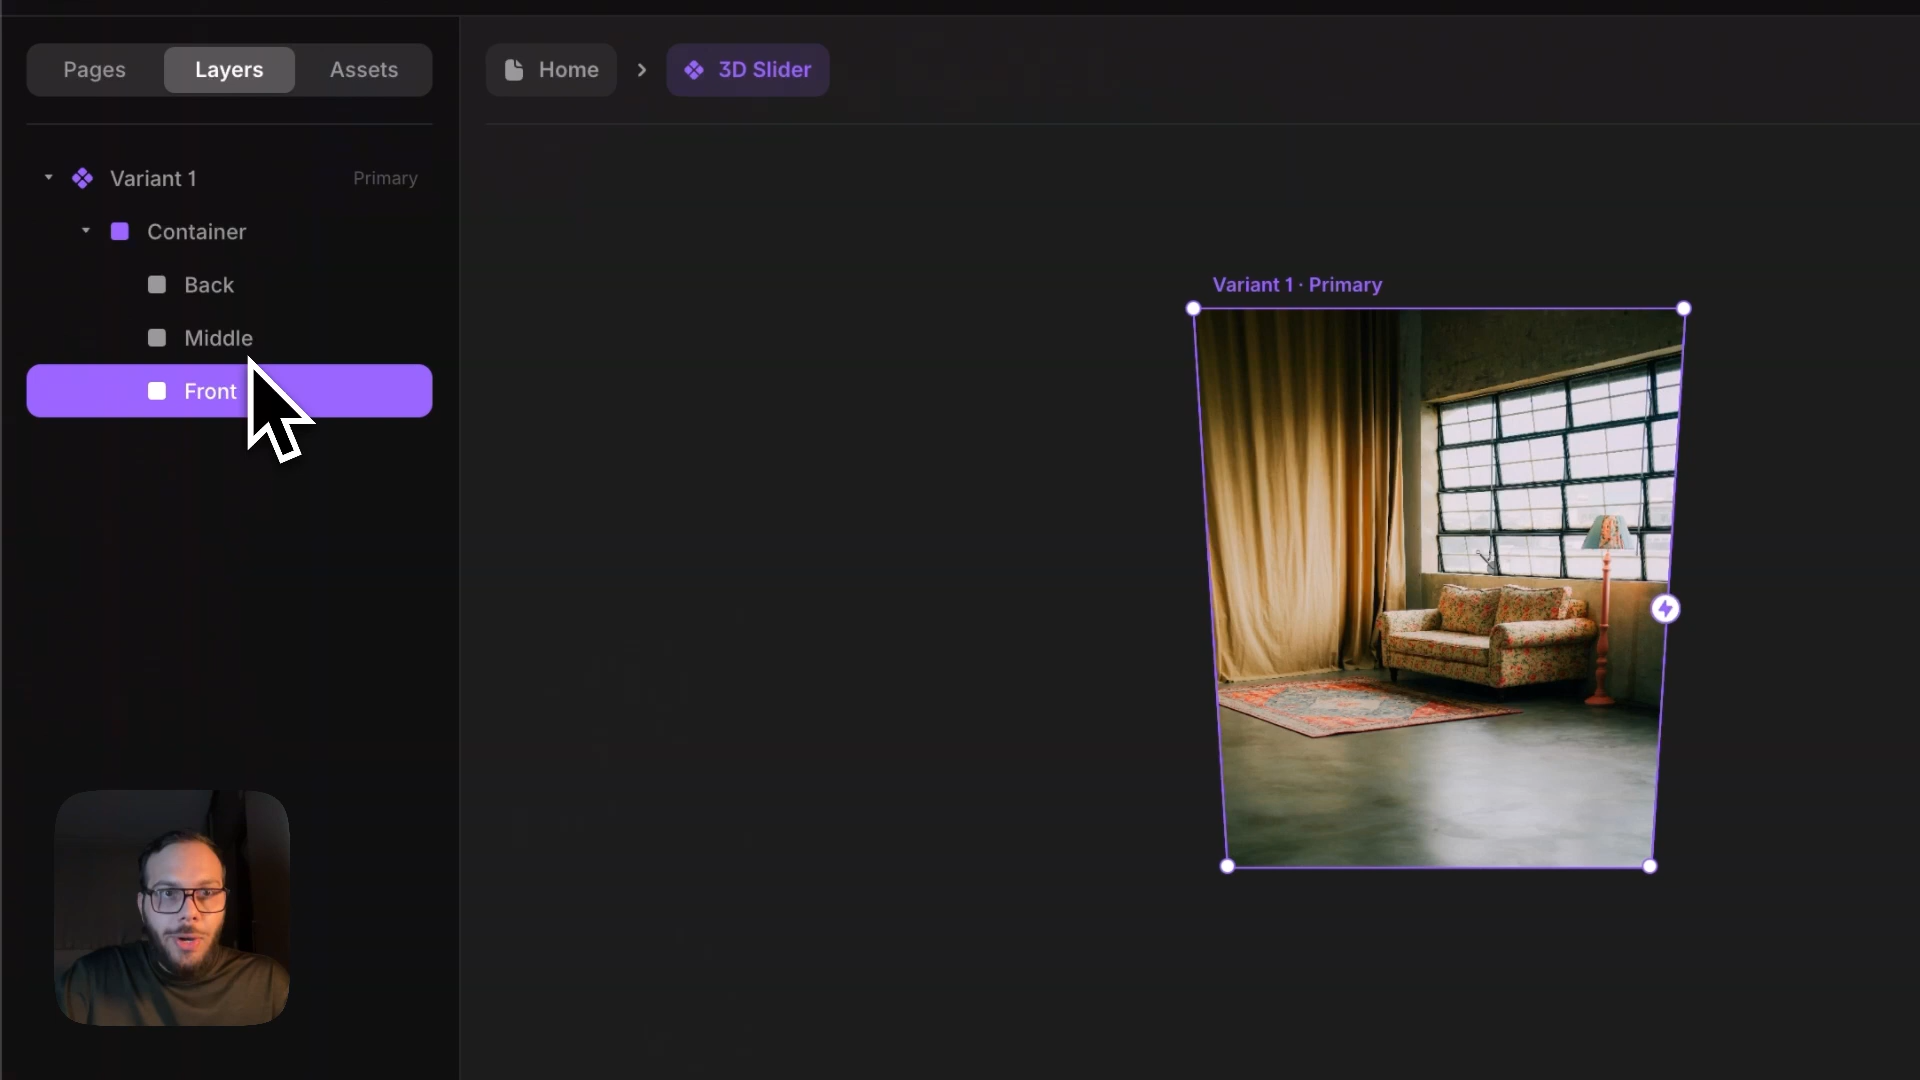 Pages
Layers
Assets
Home
3D Slider
Variant 1
Primary
Container
Back
Middle
Front
Variant 1 · Primary